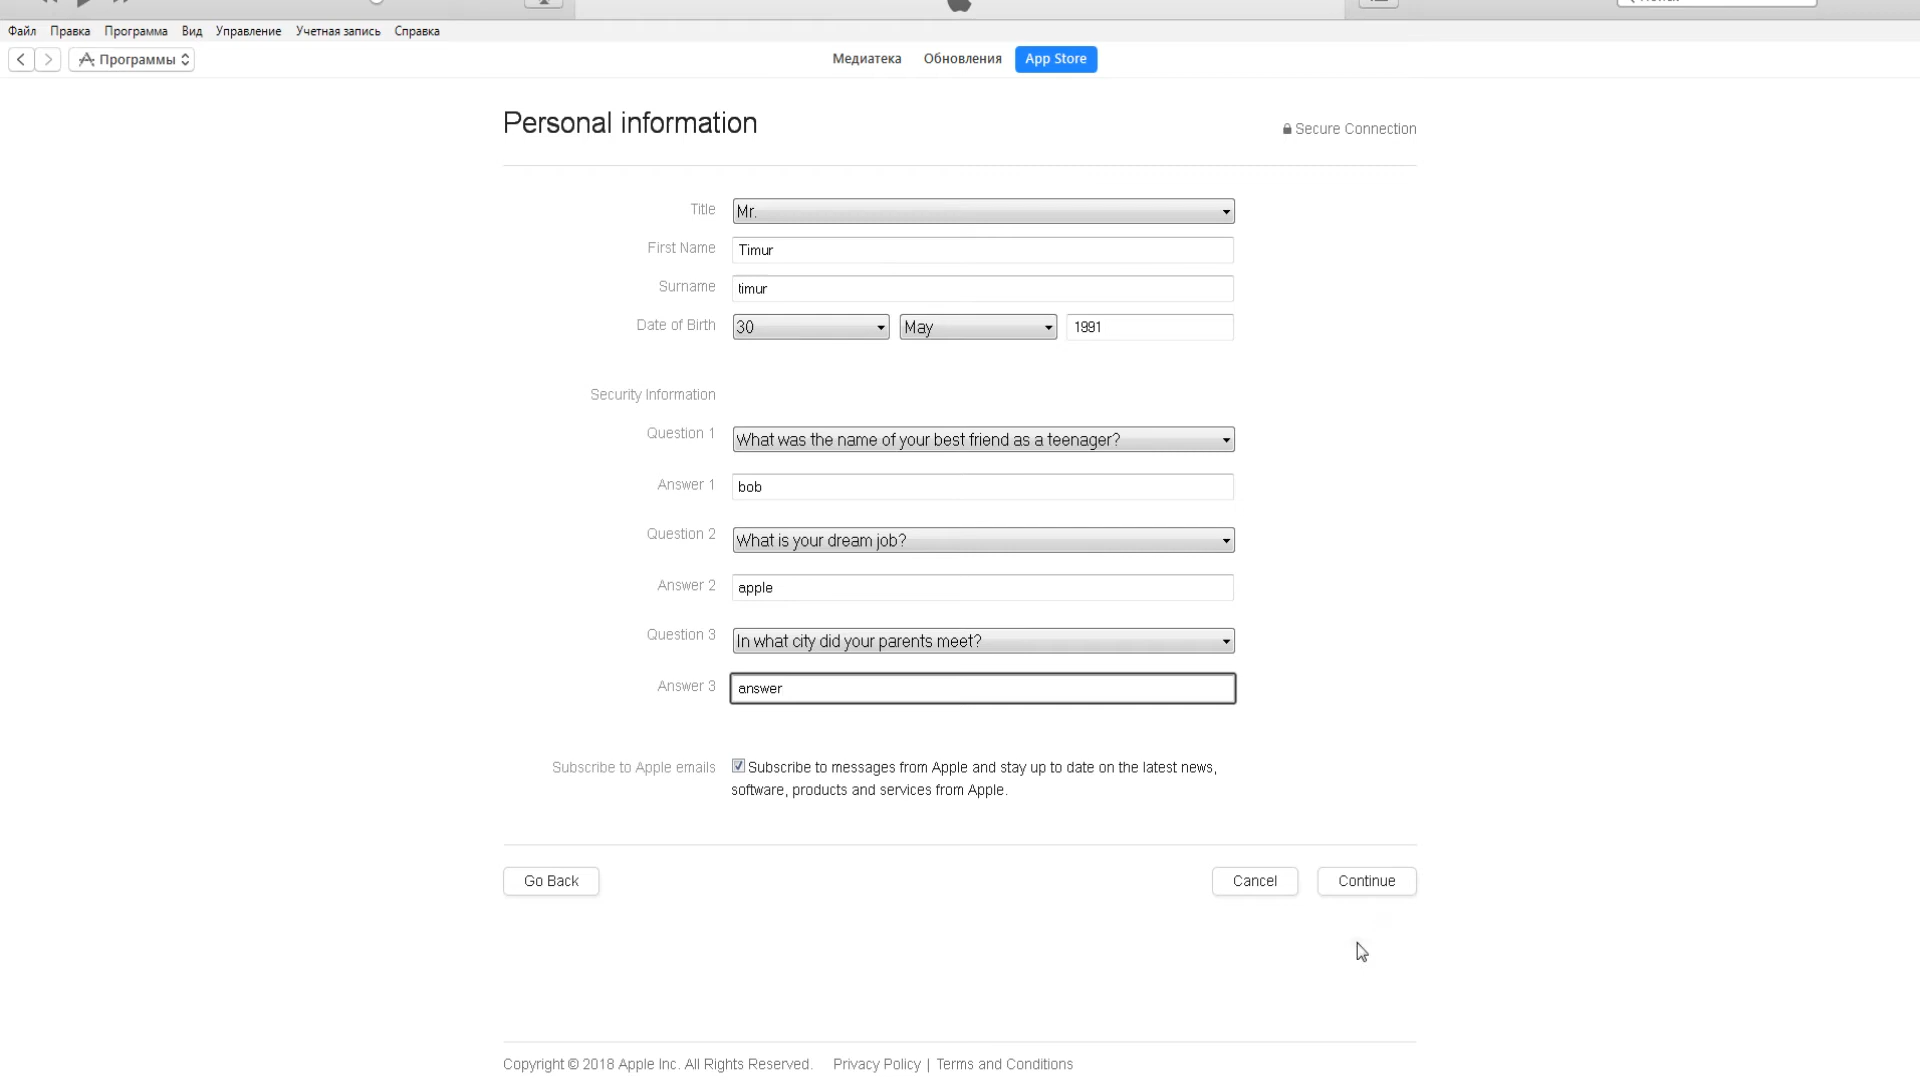 Файл Правка Программа Вид Управление Учетная запись Справка
Программы Медиатека Обновления App Store
Personal information
Secure Connection
Title Mr.
First Name Timur
Surname timur
Date of Birth 30 May 1991
Security Information
Question 1 What was the name of your best friend as a teenager?
Answer 1 bob
Question 2 What is your dream job?
Answer 2 apple
Question 3 In what city did your parents meet?
Answer 3 answer
Subscribe to Apple emails Subscribe to messages from Apple and stay up to date on the latest news,
software, products and services from Apple.
Go Back Cancel Continue
Copyright © 2018 Apple Inc. All Rights Reserved. Privacy Policy | Terms and Conditions